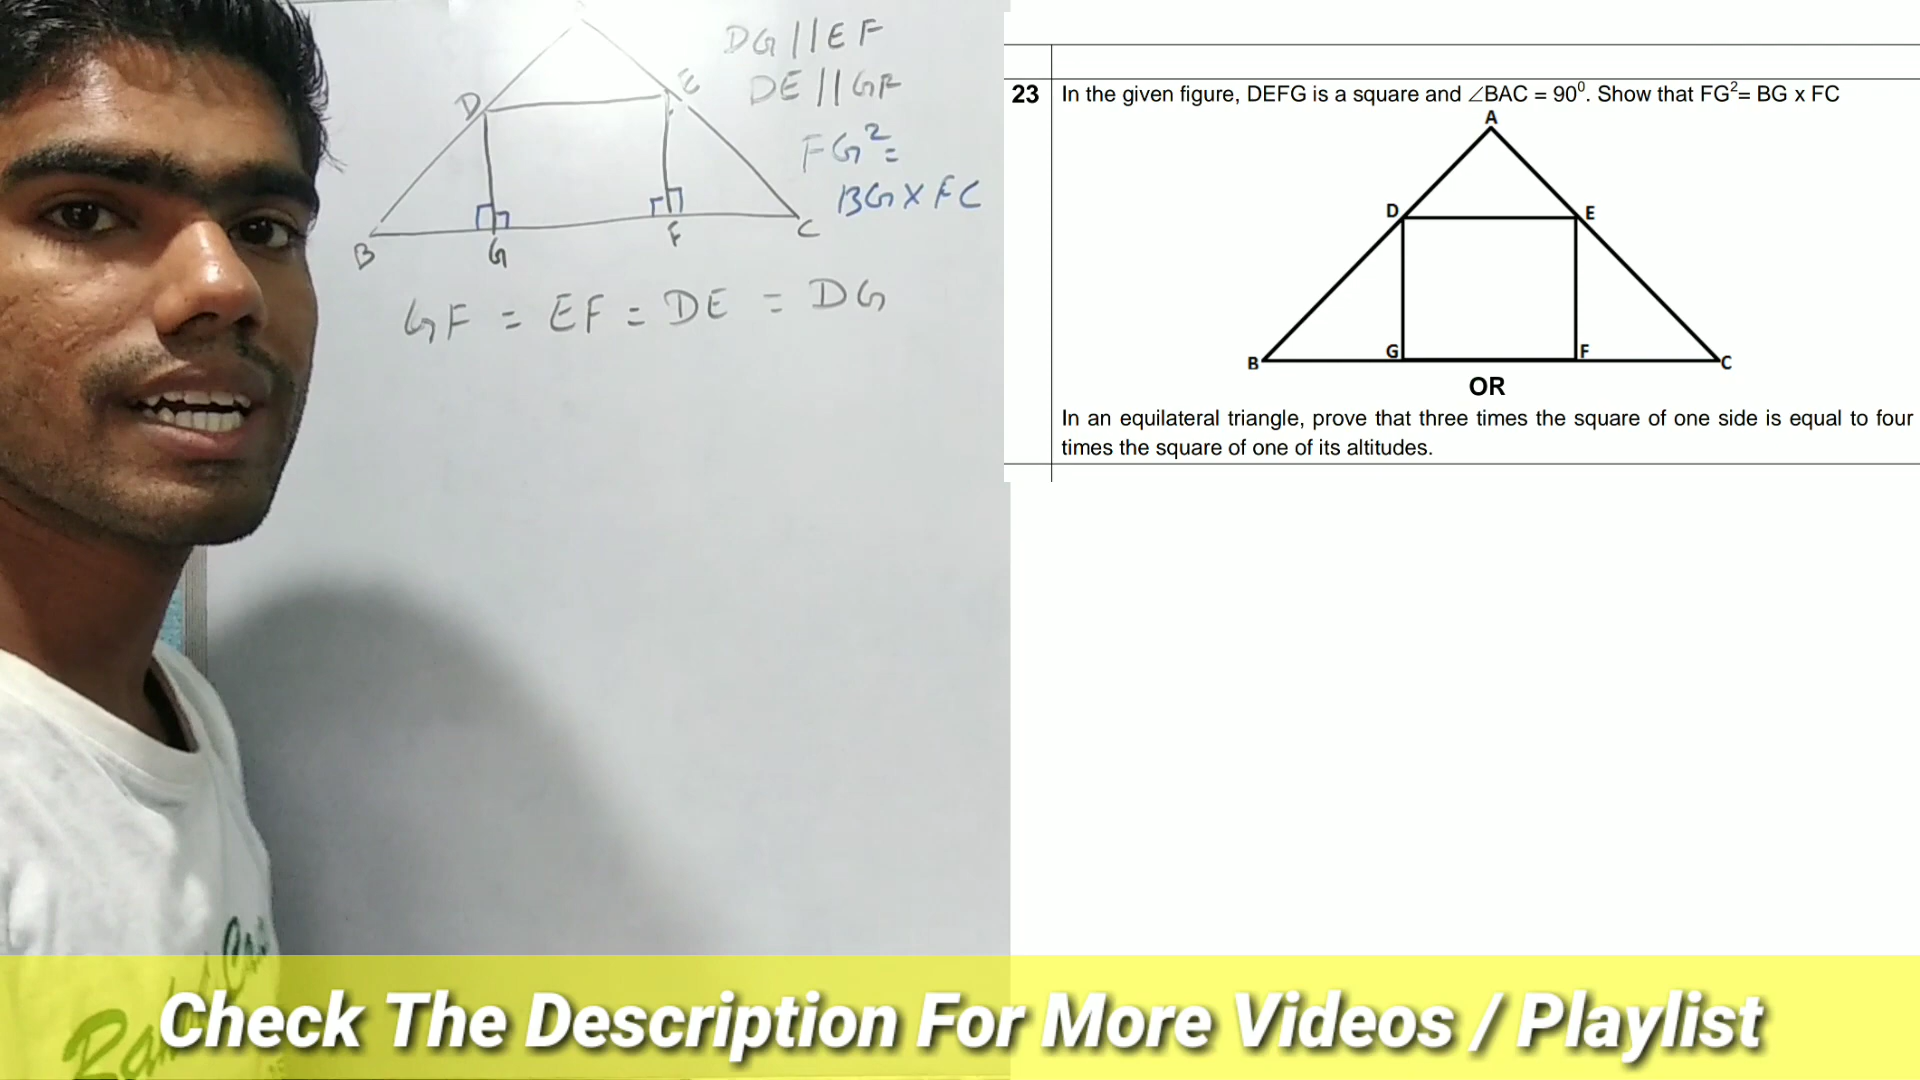 DG // EF
DE // GF
FG² =
BG X FC
D
E
B
G
F
C
GF = EF = DE = DG
23 In the given figure, DEFG is a square and ∠BAC = 90⁰. Show that FG²= BG x FC
A
D
E
B
G
F
C
OR
In an equilateral triangle, prove that three times the square of one side is equal to four
times the square of one of its altitudes.
Check The Description For More Videos / Playlist